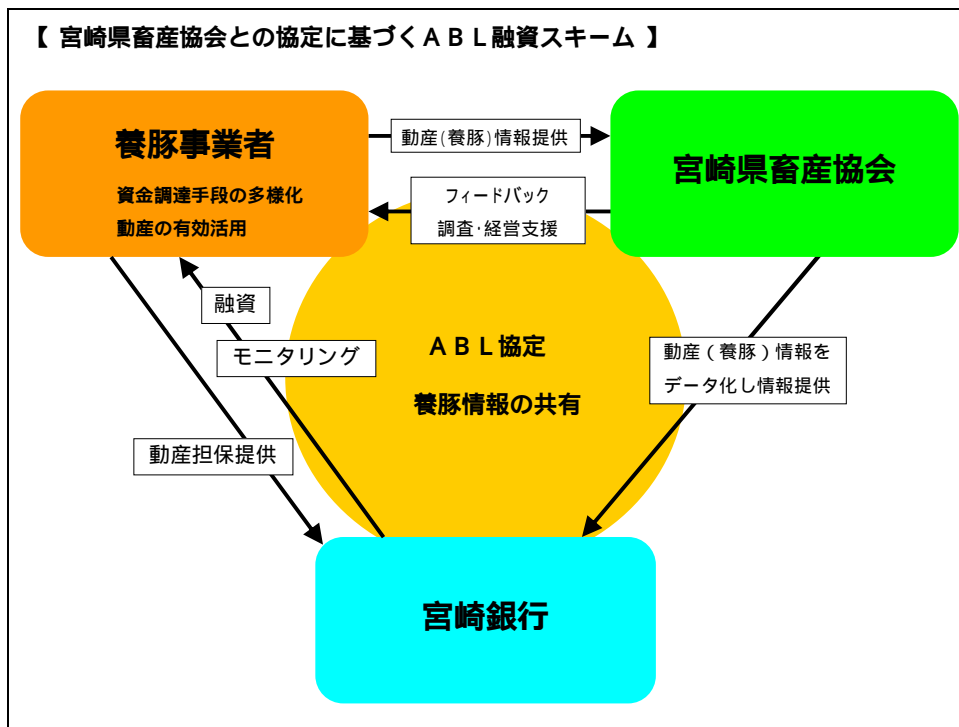 【 宮崎県畜産協会との協定に基づくＡＢＬ融資スキーム 】
養豚事業者
資金調達手段の多様化
動産の有効活用
動産(養豚)情報提供
フィードバック
調査・経営支援
宮崎県畜産協会
融資
モニタリング
動産担保提供
ＡＢＬ協定
養豚情報の共有
動産（養豚）情報を
データ化し情報提供
宮崎銀行